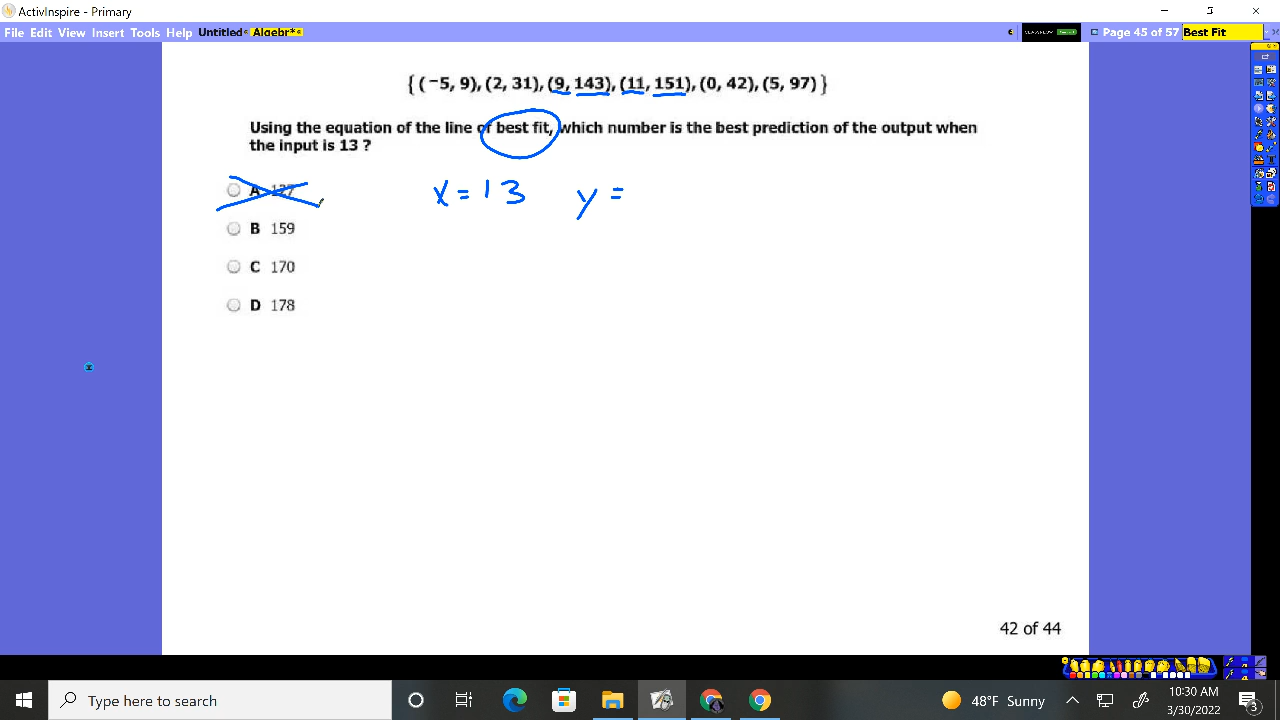 ActivInspire - Primary
File Edit View Insert Tools Help Untitled* Algebr** Page 45 of 57 Best Fit
{(−5, 9), (2, 31), (9, 143), (11, 151), (0, 42), (5, 97)}
Using the equation of the line of best fit, which number is the best prediction of the output when
the input is 13 ?
x = 13 y =
A
B 159
C 170
D 178
42 of 44
Type here to search
48°F Sunny
10:30 AM
3/30/2022
3